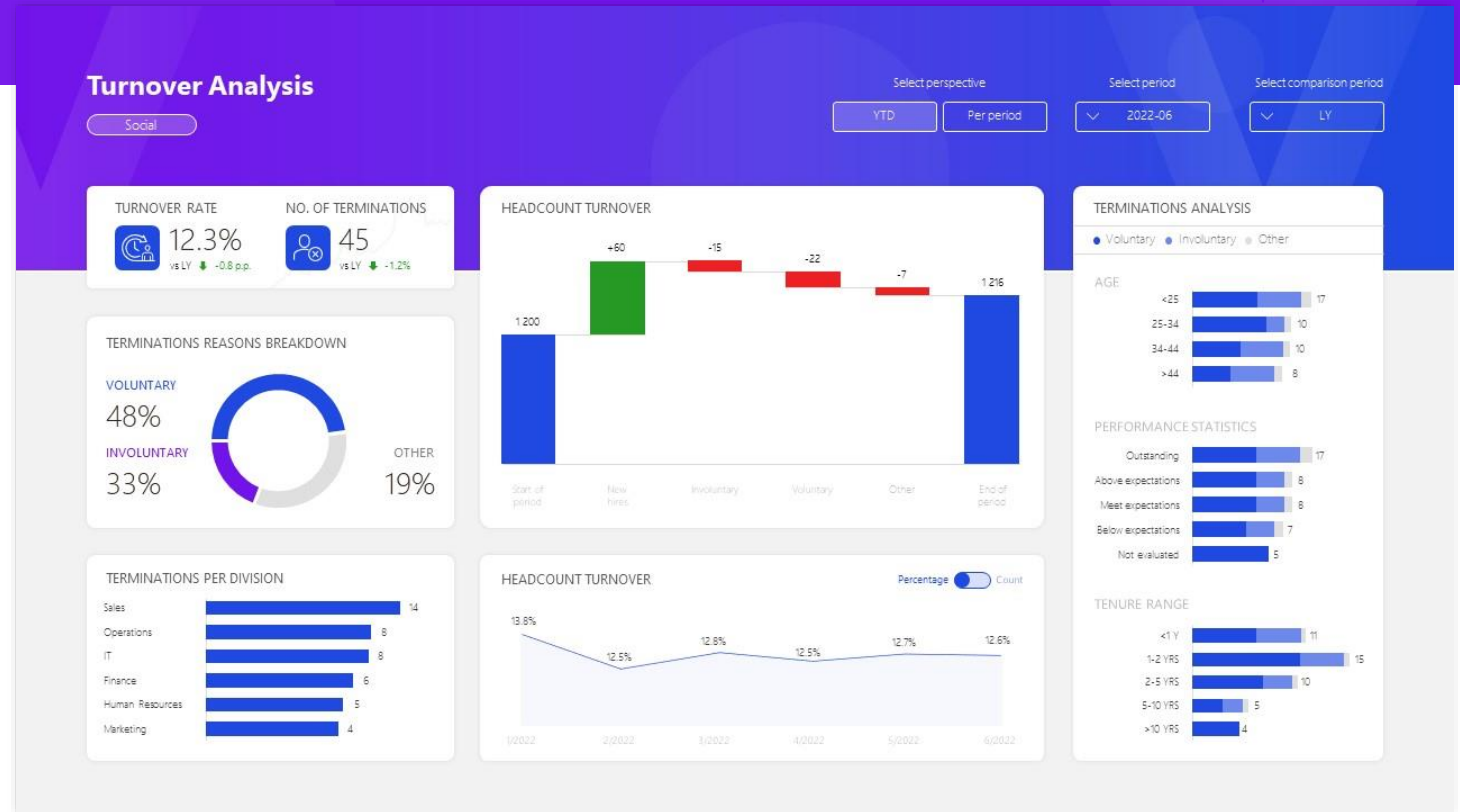 Turnover Analysis
Social
Select perspective
YTD
Per period
Select period
2022-06
Select comparison period
LY
TURNOVER RATE
12.3%
vs LY -0.8 p.p.
NO. OF TERMINATIONS
45
vs LY -1.2%
TERMINATIONS REASONS BREAKDOWN
VOLUNTARY
48%
INVOLUNTARY
33%
OTHER
19%
TERMINATIONS PER DIVISION
Sales 14
Operations 8
IT 8
Finance 6
Human Resources 5
Marketing 4
HEADCOUNT TURNOVER
1 200
+60
-15
-22
-7
1 216
Start of period
New hires
Involuntary
Voluntary
Other
End of period
HEADCOUNT TURNOVER
Percentage Count
13.8%
12.5%
12.8%
12.5%
12.7%
12.6%
1/2022
2/2022
3/2022
4/2022
5/2022
6/2022
TERMINATIONS ANALYSIS
Voluntary Involuntary Other
AGE
<25 17
25-34 10
34-44 10
>44 8
PERFORMANCE STATISTICS
Outstanding 17
Above expectations 8
Meet expectations 8
Below expectations 7
Not evaluated 5
TENURE RANGE
<1 Y 11
1-2 YRS 15
2-5 YRS 10
5-10 YRS 5
>10 YRS 4